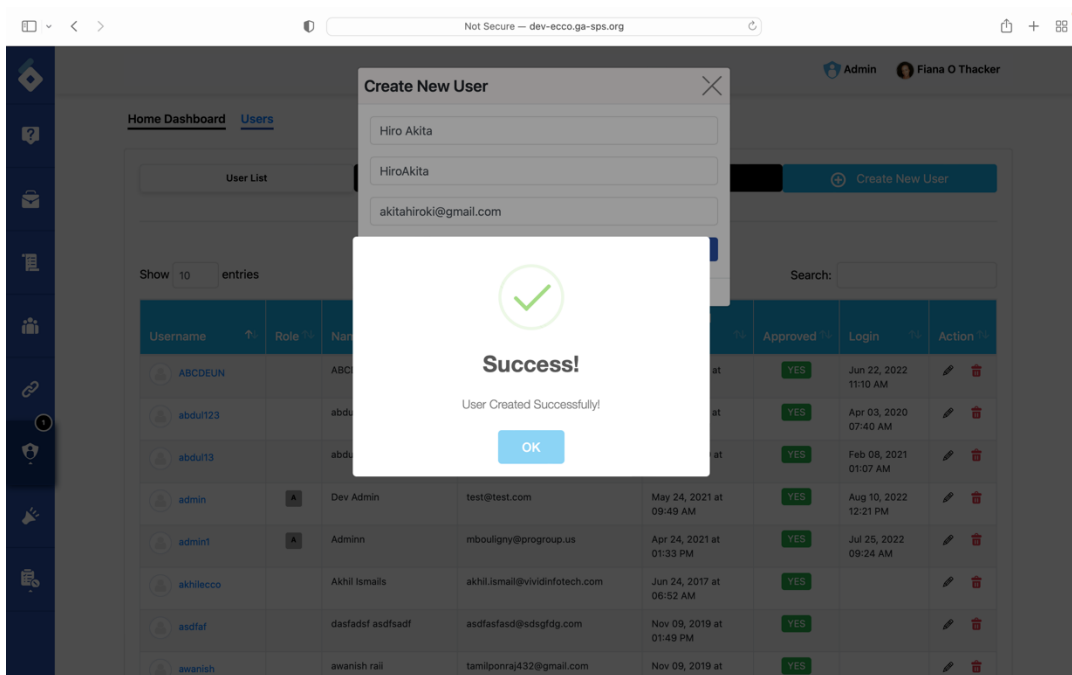 Not Secure — dev-ecco.ga-sps.org
Admin Fiana O Thacker
Create New User
Home Dashboard Users
Hiro Akita
HiroAkita
User List
Create New User
akitahiroki@gmail.com
Show 10 entries
Search:
Username Role Approved Login Action
Success!
User Created Successfully!
OK
ABCDEUN ABC at YES Jun 22, 2022
11:10 AM
abdul123 abdu at YES Apr 03, 2020
07:40 AM
1
abdul13 abdu at YES Feb 08, 2021
01:07 AM
admin A Dev Admin test@test.com May 24, 2021 at YES Aug 10, 2022
09:49 AM 12:21 PM
admin1 A Adminn mbouligny@progroup.us Apr 24, 2021 at YES Jul 25, 2022
01:33 PM 09:24 AM
akhilecco Akhil Ismails akhil.ismail@vividinfotech.com Jun 24, 2017 at YES
06:52 AM
asdfaf dasfadsf asdfsadf asdfasfasd@sdsgfdg.com Nov 09, 2019 at YES
01:49 PM
awanish awanish raii tamilponraj432@gmail.com Nov 09, 2019 at YES